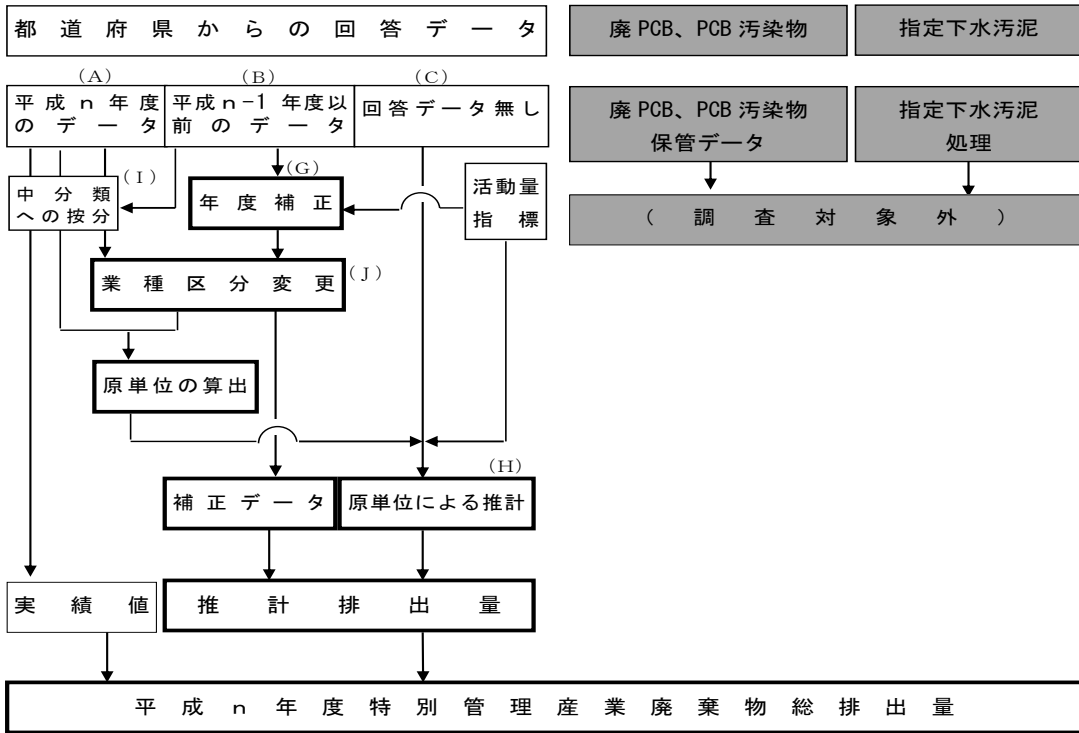 都道府県からの回答データ
廃PCB、PCB汚染物
指定下水汚泥
(A)
(B)
(C)
平成n年度
のデータ
平成n-1年度以
前のデータ
回答データ無し
廃PCB、PCB汚染物
保管データ
指定下水汚泥
処理
(I)
中分類
への按分
(G)
年度補正
活動量
指標
(調査対象外)
業種区分変更
(J)
原単位の算出
(H)
補正データ
原単位による推計
実績値
推計排出量
平成n年度特別管理産業廃棄物総排出量